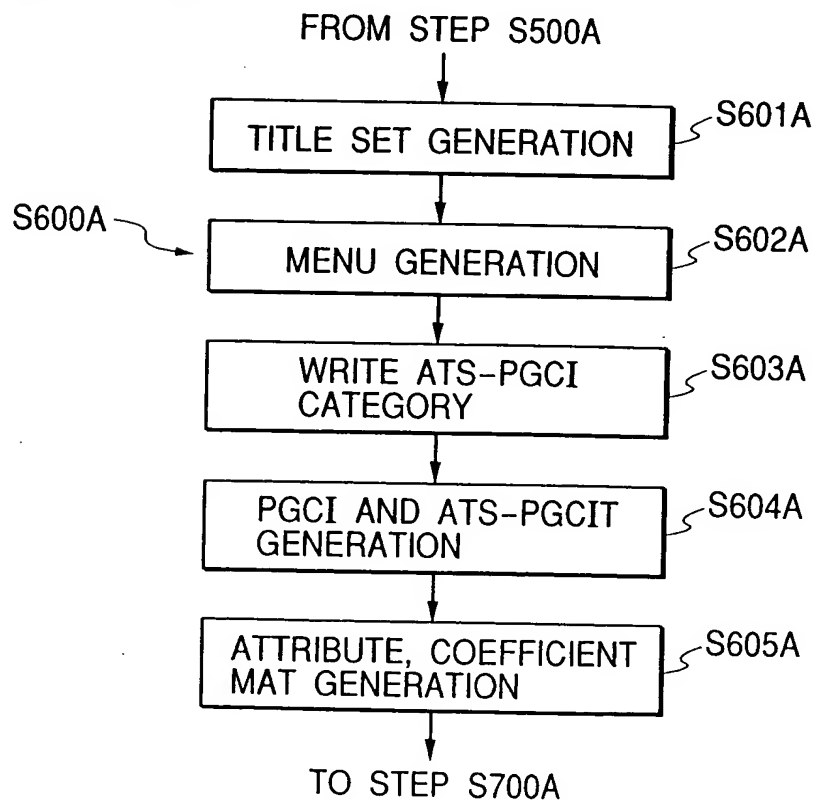 FROM STEP S500A
TITLE SET GENERATION
S601A
S600A
MENU GENERATION
S602A
WRITE ATS-PGCI
CATEGORY
S603A
PGCI AND ATS-PGCIT
GENERATION
S604A
ATTRIBUTE, COEFFICIENT
MAT GENERATION
S605A
TO STEP S700A